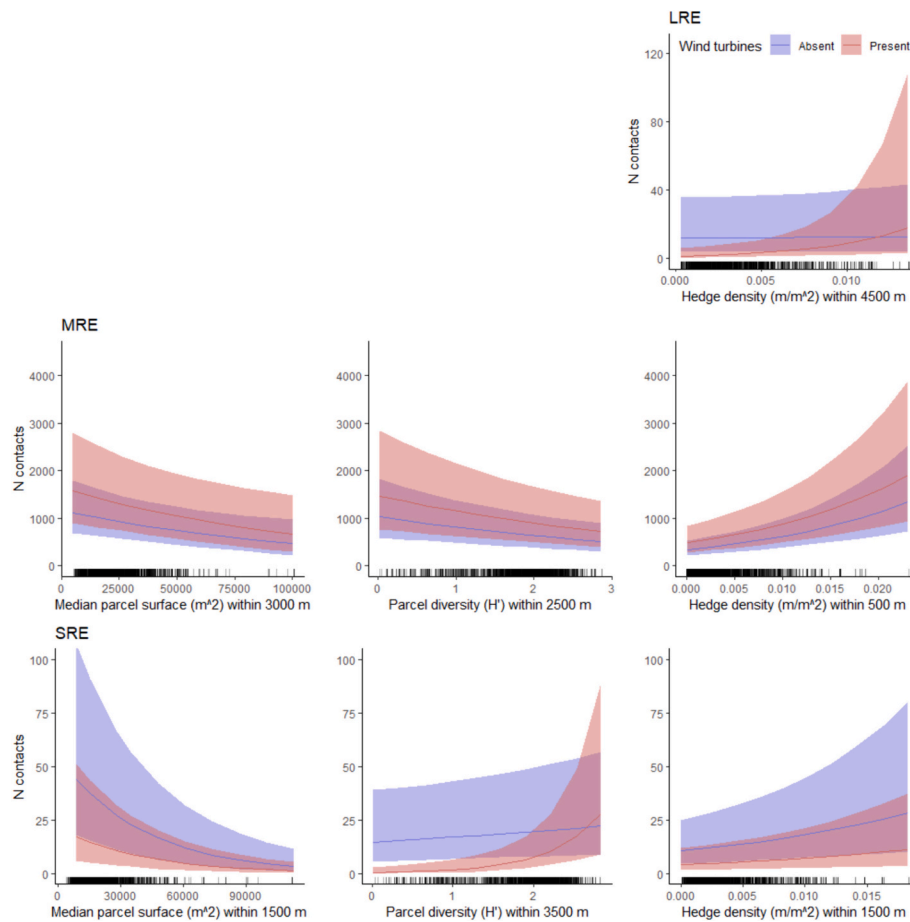 LRE
Wind turbines Absent Present
N contacts
120
80
40
0
0.000 0.005 0.010
Hedge density (m/m^2) within 4500 m
MRE
N contacts
4000
3000
2000
1000
0
0 25000 50000 75000 100000
Median parcel surface (m^2) within 3000 m
4000
3000
2000
1000
0
0 1 2 3
Parcel diversity (H') within 2500 m
4000
3000
2000
1000
0
0.000 0.005 0.010 0.015 0.020
Hedge density (m/m^2) within 500 m
SRE
N contacts
100
75
50
25
0
0 30000 60000 90000
Median parcel surface (m^2) within 1500 m
100
75
50
25
0
0 1 2
Parcel diversity (H') within 3500 m
100
75
50
25
0
0.000 0.005 0.010 0.015
Hedge density (m/m^2) within 1500 m